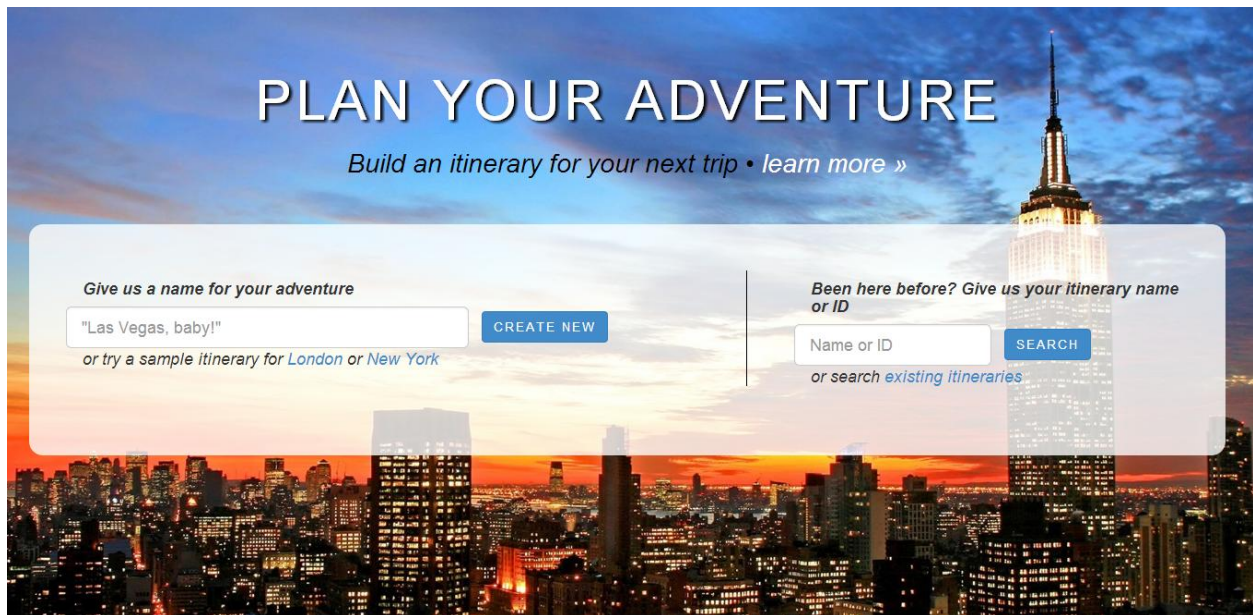 PLAN YOUR ADVENTURE
Build an itinerary for your next trip • learn more »
Give us a name for your adventure
"Las Vegas, baby!"
CREATE NEW
or try a sample itinerary for London or New York
Been here before? Give us your itinerary name
or ID
Name or ID
SEARCH
or search existing itineraries